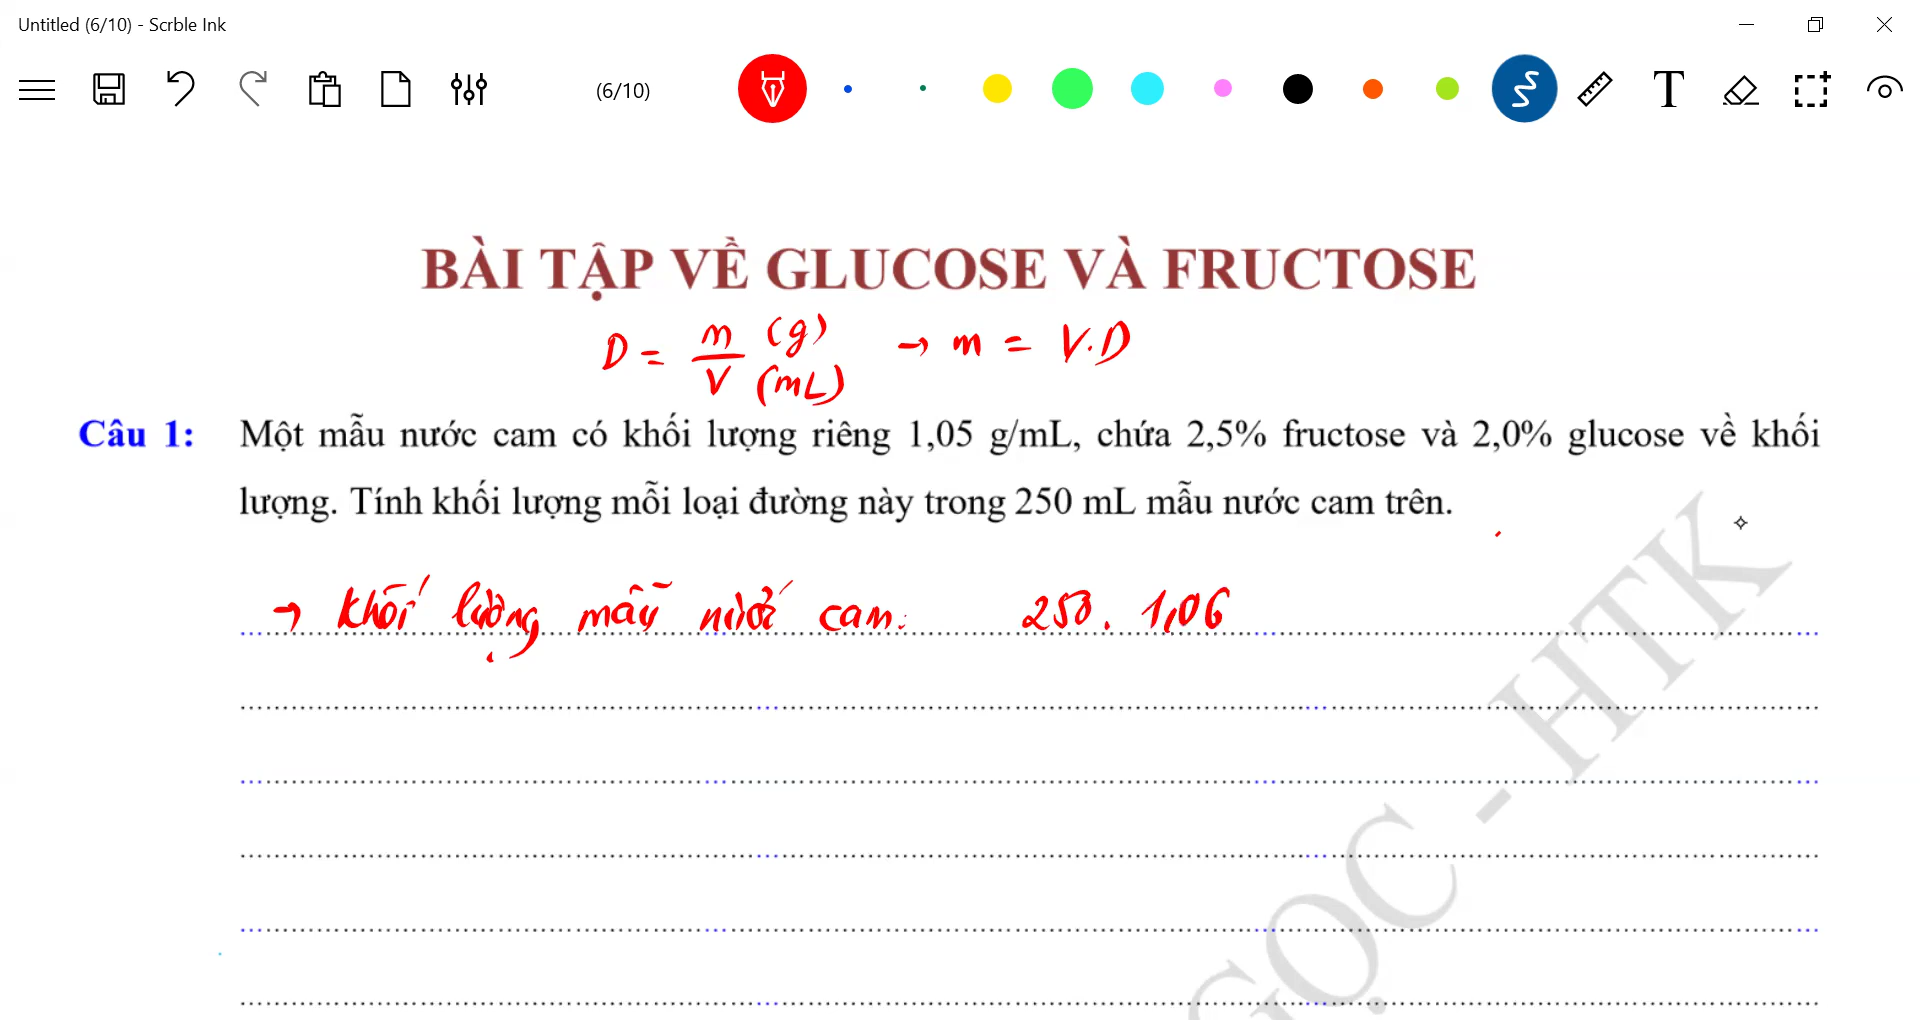 Untitled (6/10) - Scrble Ink
(6/10)
T
BÀI TẬP VỀ GLUCOSE VÀ FRUCTOSE
D = m (g) / V (mL) → m = V.D
Câu 1: Một mẫu nước cam có khối lượng riêng 1,05 g/mL, chứa 2,5% fructose và 2,0% glucose về khối
lượng. Tính khối lượng mỗi loại đường này trong 250 mL mẫu nước cam trên.
→ khối lượng mẫu nước cam: 250. 1,06
GỌC - HTK